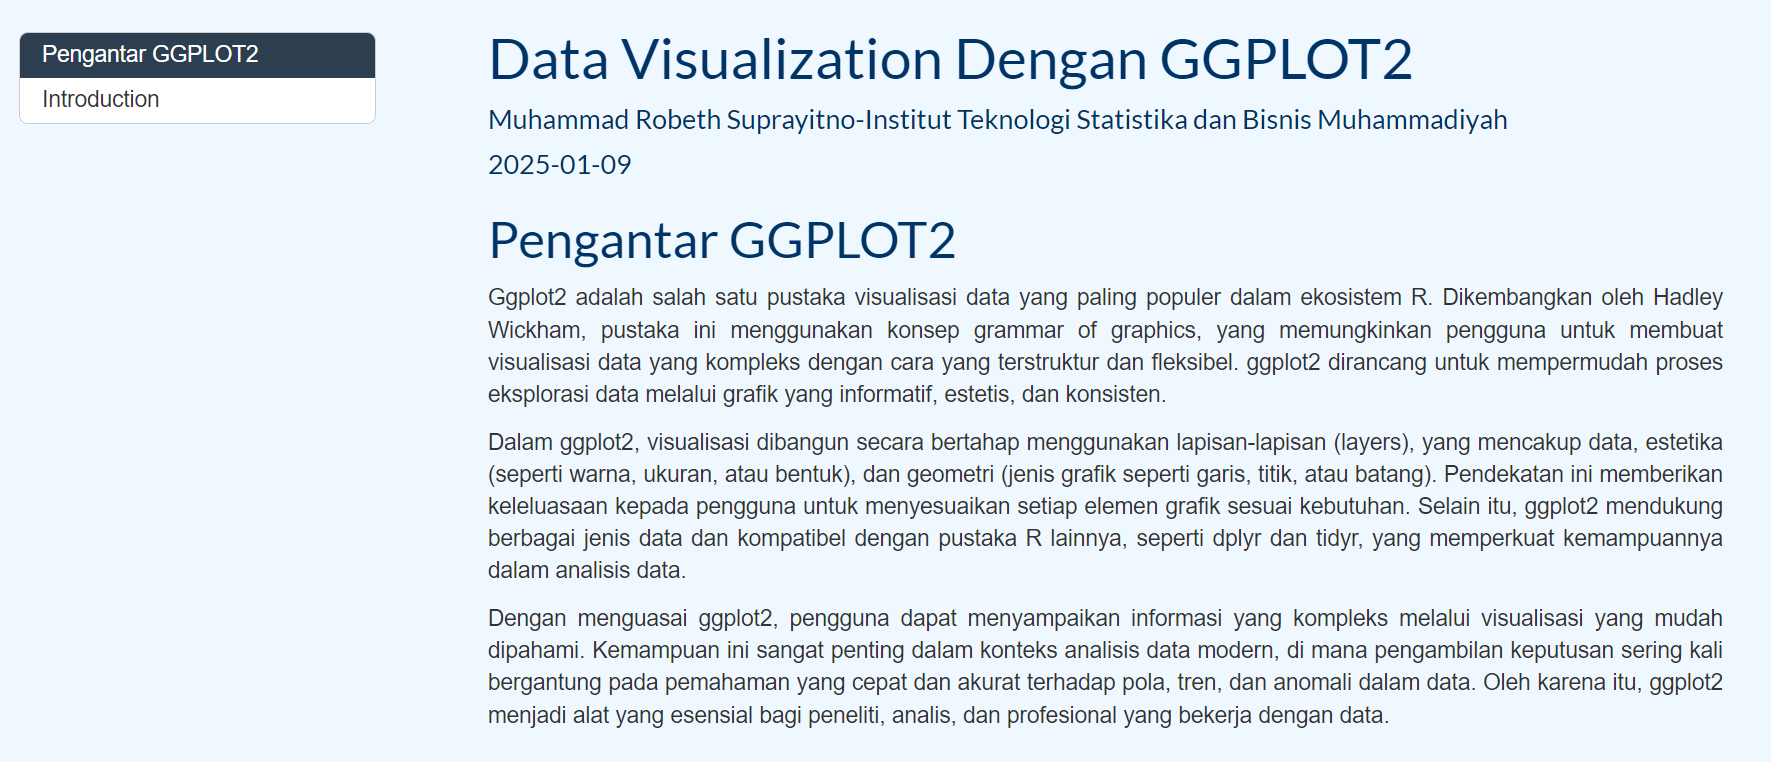 Pengantar GGPLOT2
Introduction
Data Visualization Dengan GGPLOT2
Muhammad Robeth Suprayitno-Institut Teknologi Statistika dan Bisnis Muhammadiyah
2025-01-09
Pengantar GGPLOT2
Ggplot2 adalah salah satu pustaka visualisasi data yang paling populer dalam ekosistem R. Dikembangkan oleh Hadley
Wickham, pustaka ini menggunakan konsep grammar of graphics, yang memungkinkan pengguna untuk membuat
visualisasi data yang kompleks dengan cara yang terstruktur dan fleksibel. ggplot2 dirancang untuk mempermudah proses
eksplorasi data melalui grafik yang informatif, estetis, dan konsisten.
Dalam ggplot2, visualisasi dibangun secara bertahap menggunakan lapisan-lapisan (layers), yang mencakup data, estetika
(seperti warna, ukuran, atau bentuk), dan geometri (jenis grafik seperti garis, titik, atau batang). Pendekatan ini memberikan
keleluasaan kepada pengguna untuk menyesuaikan setiap elemen grafik sesuai kebutuhan. Selain itu, ggplot2 mendukung
berbagai jenis data dan kompatibel dengan pustaka R lainnya, seperti dplyr dan tidyr, yang memperkuat kemampuannya
dalam analisis data.
Dengan menguasai ggplot2, pengguna dapat menyampaikan informasi yang kompleks melalui visualisasi yang mudah
dipahami. Kemampuan ini sangat penting dalam konteks analisis data modern, di mana pengambilan keputusan sering kali
bergantung pada pemahaman yang cepat dan akurat terhadap pola, tren, dan anomali dalam data. Oleh karena itu, ggplot2
menjadi alat yang esensial bagi peneliti, analis, dan profesional yang bekerja dengan data.